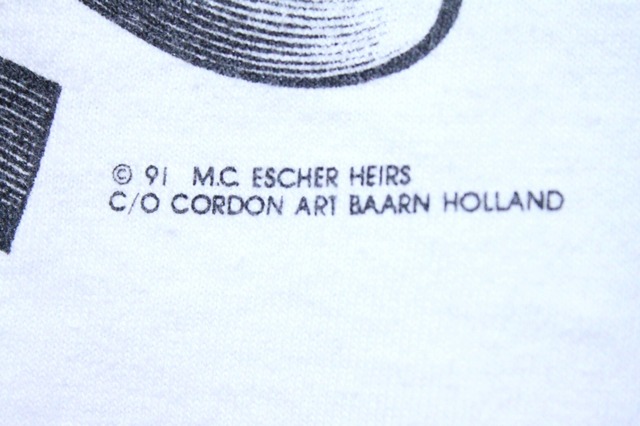 © 91 M.C. ESCHER HEIRS
C/O CORDON ART BAARN HOLLAND